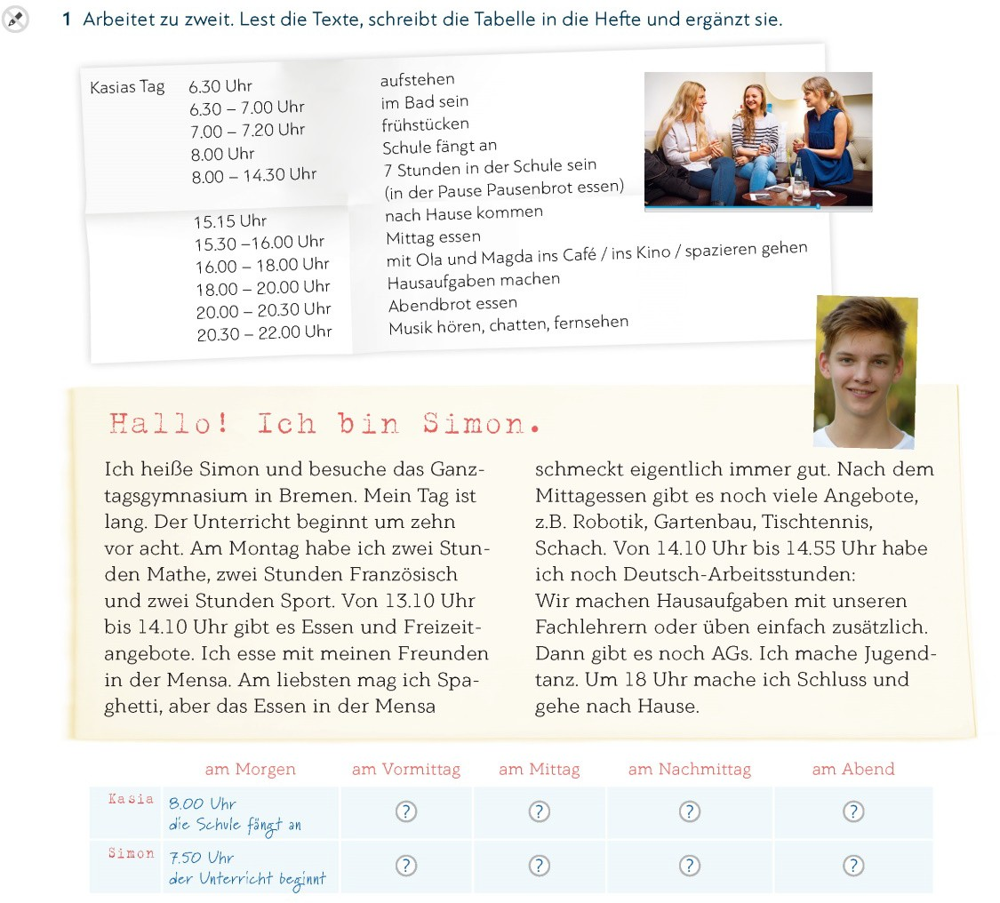 1 Arbeitet zu zweit. Lest die Texte, schreibt die Tabelle in die Hefte und ergänzt sie.
Kasias Tag 6.30 Uhr aufstehen
6.30 – 7.00 Uhr im Bad sein
7.00 – 7.20 Uhr frühstücken
8.00 Uhr Schule fängt an
8.00 – 14.30 Uhr 7 Stunden in der Schule sein
(in der Pause Pausenbrot essen)
15.15 Uhr nach Hause kommen
15.30 –16.00 Uhr Mittag essen
16.00 – 18.00 Uhr mit Ola und Magda ins Café / ins Kino / spazieren gehen
18.00 – 20.00 Uhr Hausaufgaben machen
20.00 – 20.30 Uhr Abendbrot essen
20.30 – 22.00 Uhr Musik hören, chatten, fernsehen
Hallo! Ich bin Simon.
Ich heiße Simon und besuche das Ganz-
tagsgymnasium in Bremen. Mein Tag ist
lang. Der Unterricht beginnt um zehn
vor acht. Am Montag habe ich zwei Stun-
den Mathe, zwei Stunden Französisch
und zwei Stunden Sport. Von 13.10 Uhr
bis 14.10 Uhr gibt es Essen und Freizeit-
angebote. Ich esse mit meinen Freunden
in der Mensa. Am liebsten mag ich Spa-
ghetti, aber das Essen in der Mensa
schmeckt eigentlich immer gut. Nach dem
Mittagessen gibt es noch viele Angebote,
z.B. Robotik, Gartenbau, Tischtennis,
Schach. Von 14.10 Uhr bis 14.55 Uhr habe
ich noch Deutsch-Arbeitsstunden:
Wir machen Hausaufgaben mit unseren
Fachlehrern oder üben einfach zusätzlich.
Dann gibt es noch AGs. Ich mache Jugend-
tanz. Um 18 Uhr mache ich Schluss und
gehe nach Hause.
am Morgen am Vormittag am Mittag am Nachmittag am Abend
Kasia 8.00 Uhr ? ? ? ?
die Schule fängt an
Simon 7.50 Uhr ? ? ? ?
der Unterricht beginnt